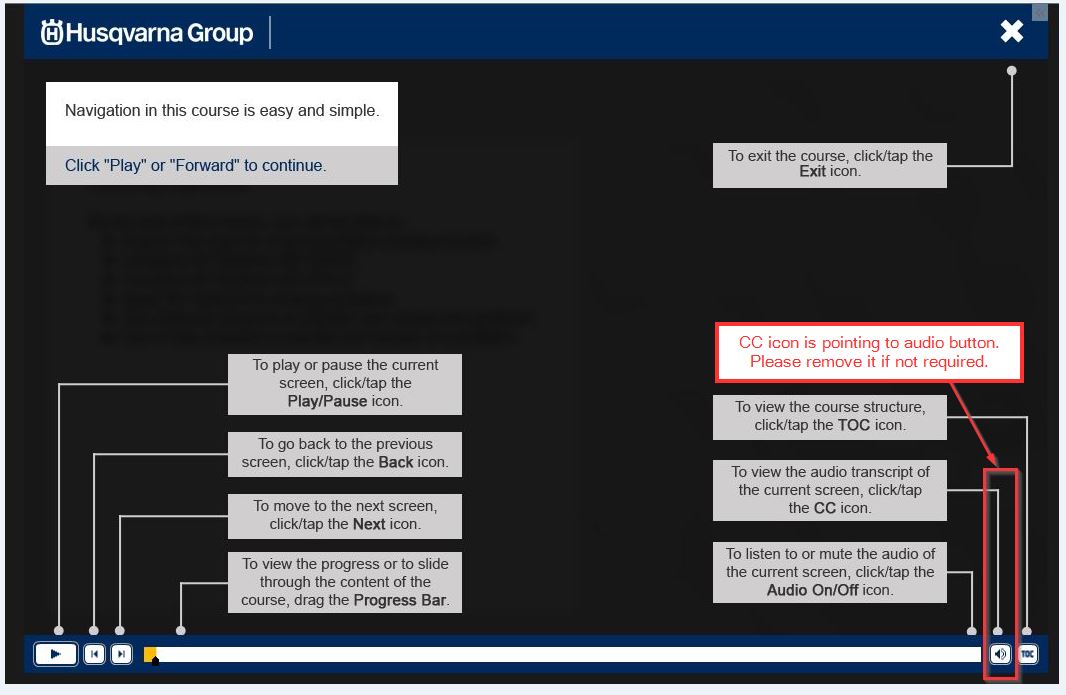 Husqvarna Group
Navigation in this course is easy and simple.
Click "Play" or "Forward" to continue.
To exit the course, click/tap the
Exit icon.
CC icon is pointing to audio button.
Please remove it if not required.
To play or pause the current
screen, click/tap the
Play/Pause icon.
To view the course structure,
click/tap the TOC icon.
To go back to the previous
screen, click/tap the Back icon.
To view the audio transcript of
the current screen, click/tap
the CC icon.
To move to the next screen,
click/tap the Next icon.
To listen to or mute the audio of
the current screen, click/tap the
Audio On/Off icon.
To view the progress or to slide
through the content of the
course, drag the Progress Bar.
TOC